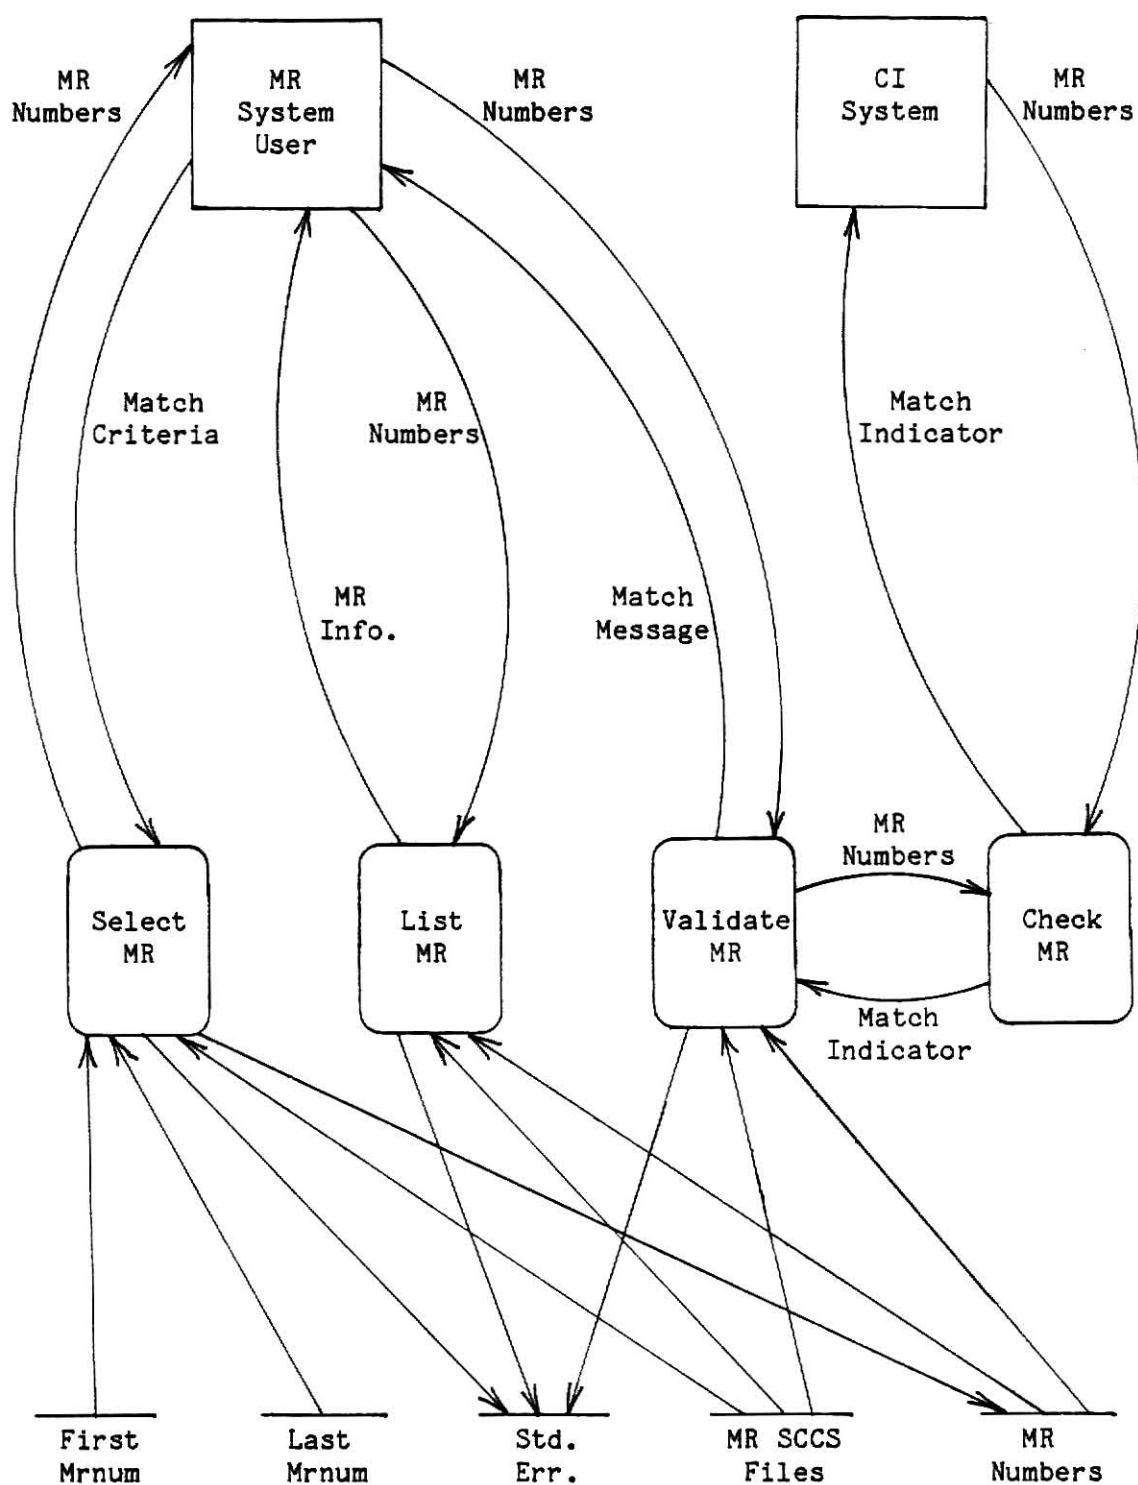 MR
Numbers
MR
System
User
MR
Numbers
CI
System
MR
Numbers
Match
Criteria
MR
Numbers
Match
Indicator
MR
Info.
Match
Message
MR
Numbers
Select
MR
List
MR
Validate
MR
Check
MR
Match
Indicator
First
Mrnum
Last
Mrnum
Std.
Err.
MR SCCS
Files
MR
Numbers